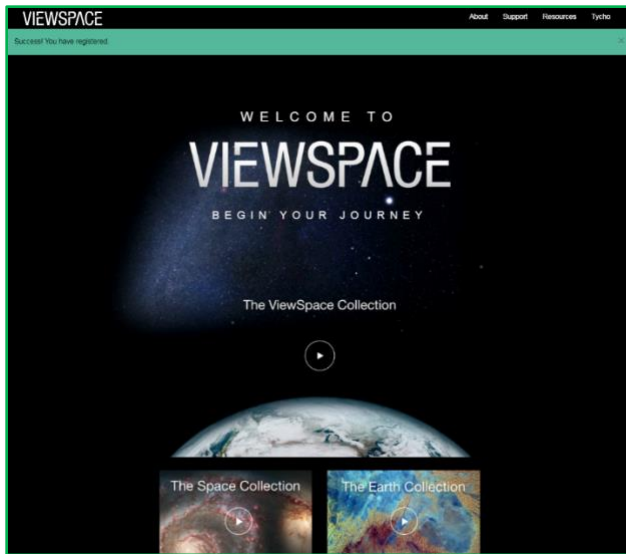 VIEWSPACE
About Support Resources Tycho
Success! You have registered ×
WELCOME TO
VIEWSPACE
BEGIN YOUR JOURNEY
The ViewSpace Collection
The Space Collection
The Earth Collection